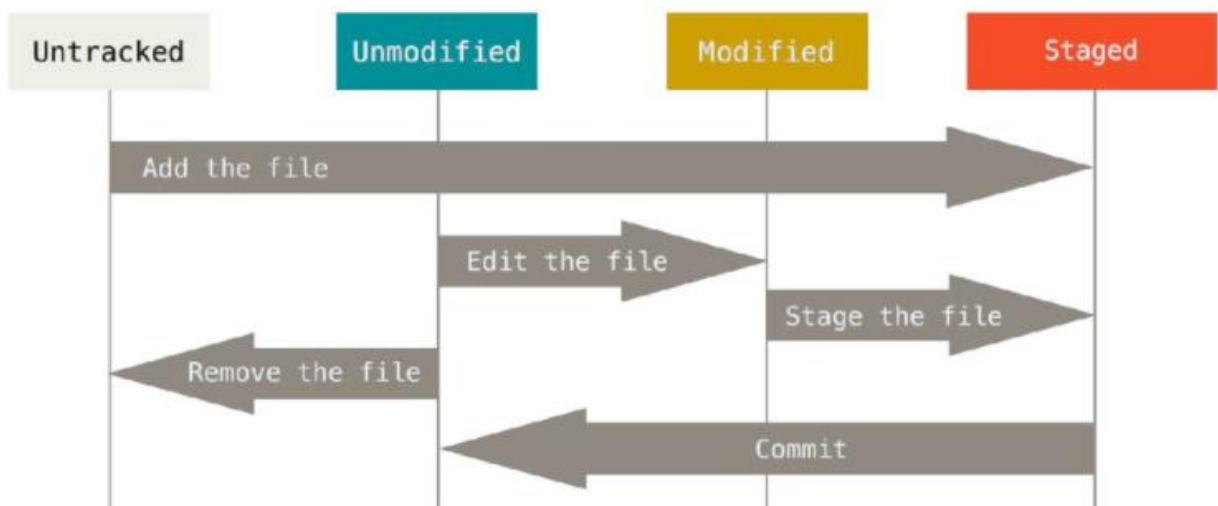 Untracked
Unmodified
Modified
Staged
Add the file
Edit the file
Stage the file
Remove the file
Commit